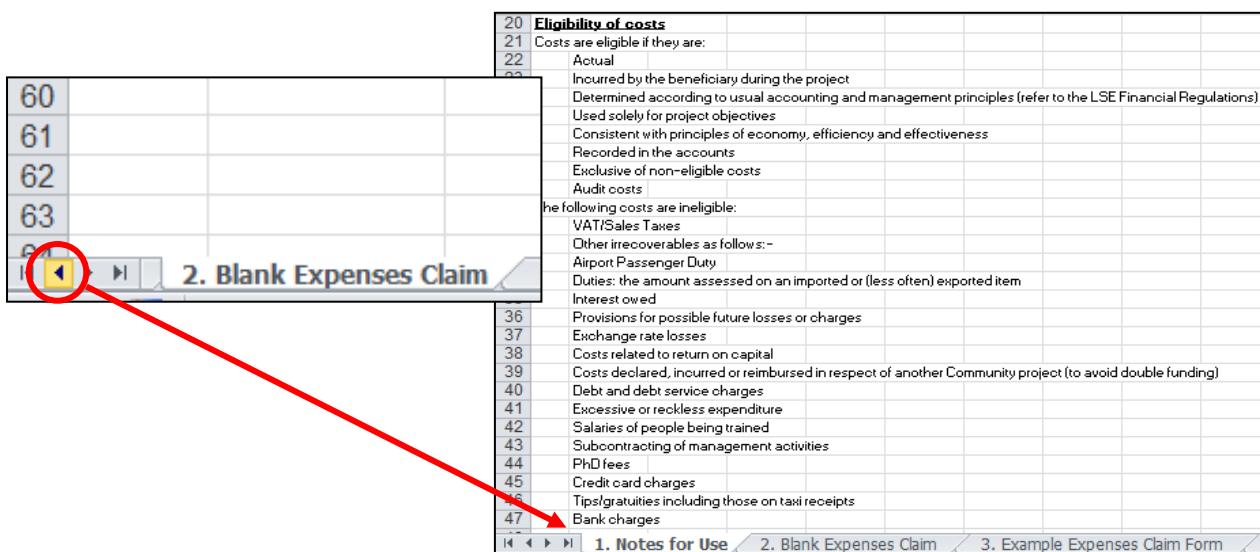 60
61
62
63
2. Blank Expenses Claim
20 Eligibility of costs
21 Costs are eligible if they are:
22 Actual
Incurred by the beneficiary during the project
Determined according to usual accounting and management principles (refer to the LSE Financial Regulations)
Used solely for project objectives
Consistent with principles of economy, efficiency and effectiveness
Recorded in the accounts
Exclusive of non-eligible costs
Audit costs
he following costs are ineligible:
VAT/Sales Taxes
Other irrecoverables as follows:-
Airport Passenger Duty
Duties: the amount assessed on an imported or (less often) exported item
Interest owed
36 Provisions for possible future losses or charges
37 Exchange rate losses
38 Costs related to return on capital
39 Costs declared, incurred or reimbursed in respect of another Community project (to avoid double funding)
40 Debt and debt service charges
41 Excessive or reckless expenditure
42 Salaries of people being trained
43 Subcontracting of management activities
44 PhD fees
45 Credit card charges
46 Tips/gratuities including those on taxi receipts
47 Bank charges
1. Notes for Use 2. Blank Expenses Claim 3. Example Expenses Claim Form